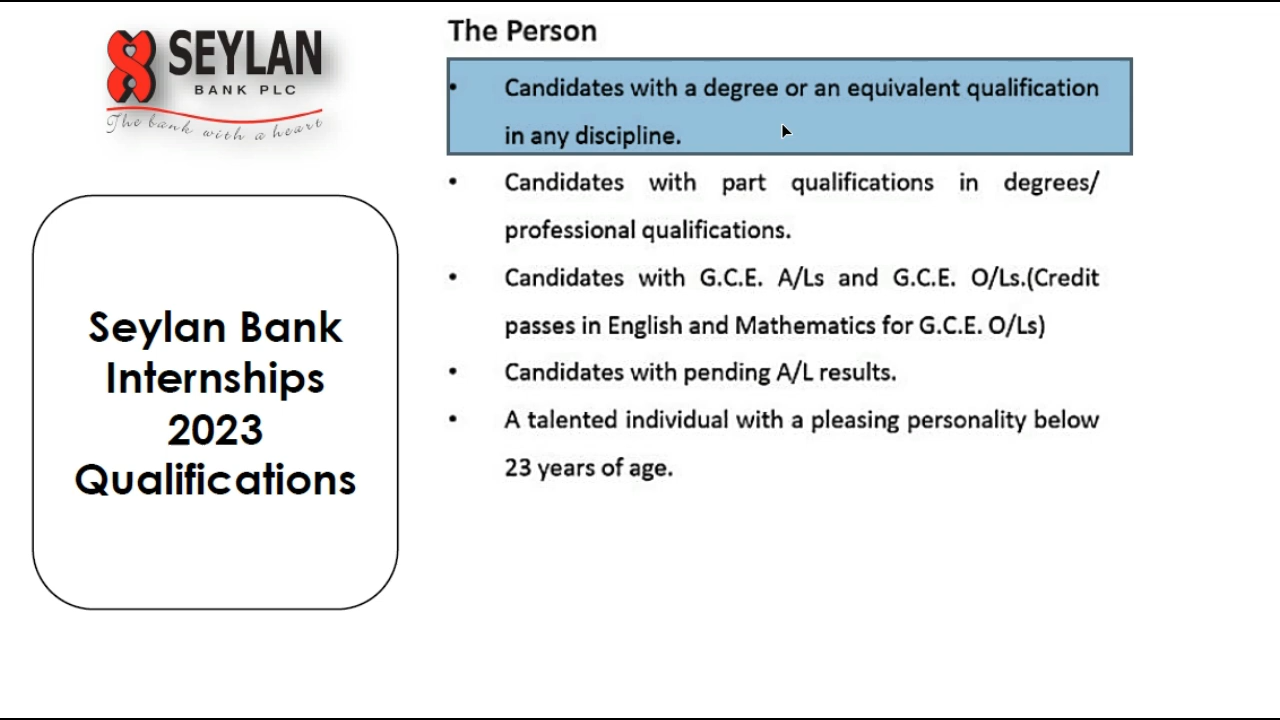 SEYLAN
BANK PLC
The bank with a heart
Seylan Bank
Internships
2023
Qualifications
The Person
• Candidates with a degree or an equivalent qualification
in any discipline.
• Candidates with part qualifications in degrees/
professional qualifications.
• Candidates with G.C.E. A/Ls and G.C.E. O/Ls.(Credit
passes in English and Mathematics for G.C.E. O/Ls)
• Candidates with pending A/L results.
• A talented individual with a pleasing personality below
23 years of age.